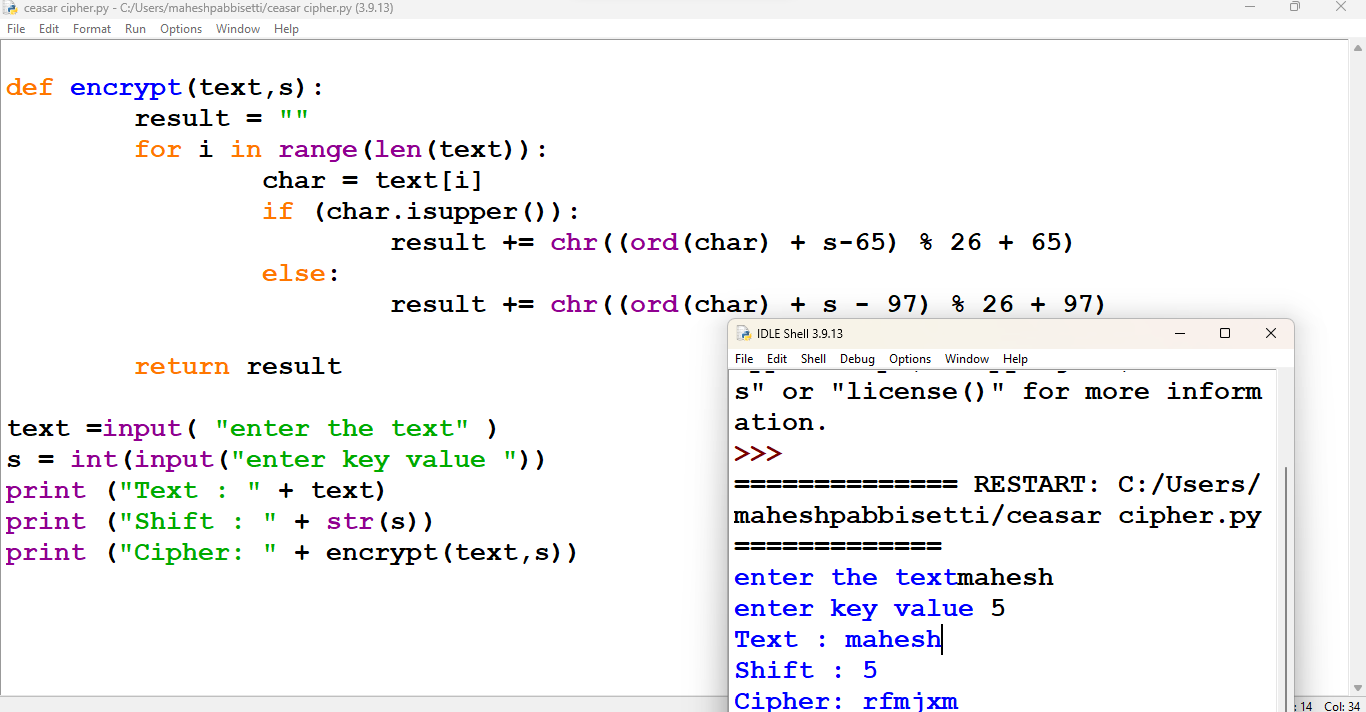 ceasar cipher.py - C:/Users/maheshpabbisetti/ceasar cipher.py (3.9.13)
File Edit Format Run Options Window Help
def encrypt(text,s):
        result = ""
        for i in range(len(text)):
                char = text[i]
                if (char.isupper()):
                        result += chr((ord(char) + s-65) % 26 + 65)
                else:
                        result += chr((ord(char) + s - 97) % 26 + 97)
        return result
text =input( "enter the text" )
s = int(input("enter key value "))
print ("Text : " + text)
print ("Shift : " + str(s))
print ("Cipher: " + encrypt(text,s))
IDLE Shell 3.9.13
File Edit Shell Debug Options Window Help
s" or "license()" for more inform
ation.
>>>
============== RESTART: C:/Users/
maheshpabbisetti/ceasar cipher.py
=============
enter the textmahesh
enter key value 5
Text : mahesh
Shift : 5
Cipher: rfmjxm
: 14 Col: 34